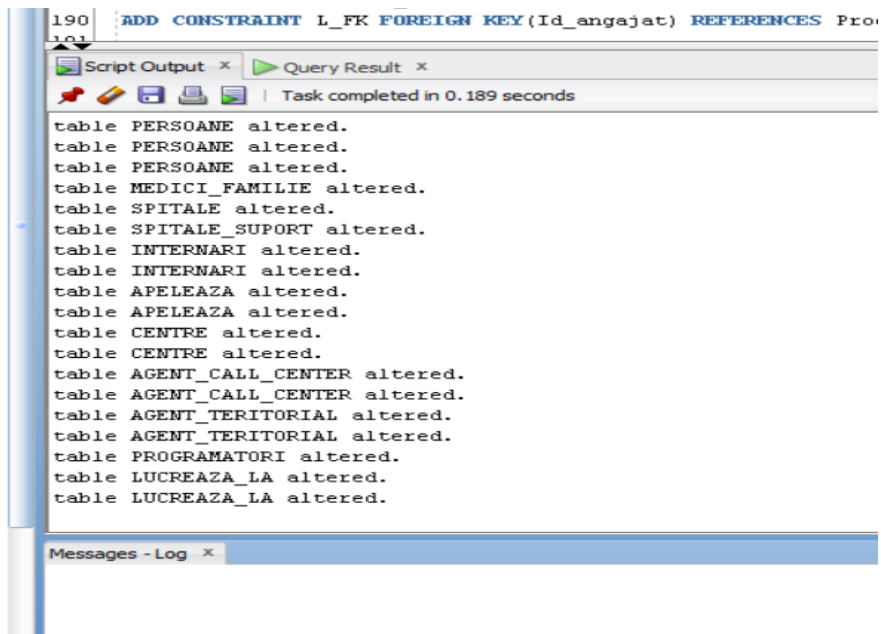 190 ADD CONSTRAINT L_FK FOREIGN KEY(Id_angajat) REFERENCES Pro
191
Script Output × Query Result ×
Task completed in 0.189 seconds
table PERSOANE altered.
table PERSOANE altered.
table PERSOANE altered.
table MEDICI_FAMILIE altered.
table SPITALE altered.
table SPITALE_SUPORT altered.
table INTERNARI altered.
table INTERNARI altered.
table APELEAZA altered.
table APELEAZA altered.
table CENTRE altered.
table CENTRE altered.
table AGENT_CALL_CENTER altered.
table AGENT_CALL_CENTER altered.
table AGENT_TERITORIAL altered.
table AGENT_TERITORIAL altered.
table PROGRAMATORI altered.
table LUCREAZA_LA altered.
table LUCREAZA_LA altered.
Messages - Log ×